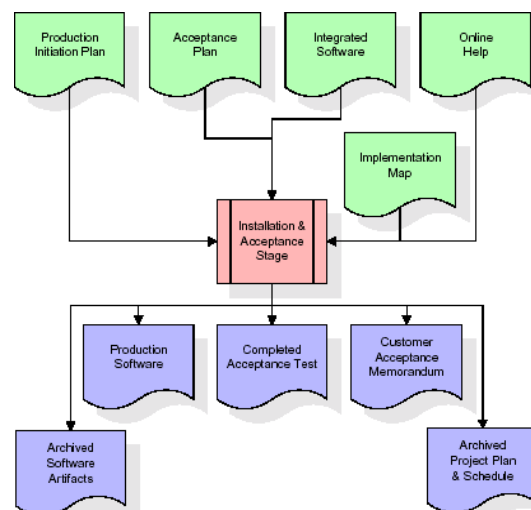 Production
Initiation Plan
Acceptance
Plan
Integrated
Software
Online
Help
Implementation
Map
Installation &
Acceptance
Stage
Production
Software
Completed
Acceptance Test
Customer
Acceptance
Memorandum
Archived
Software
Artifacts
Archived
Project Plan
& Schedule